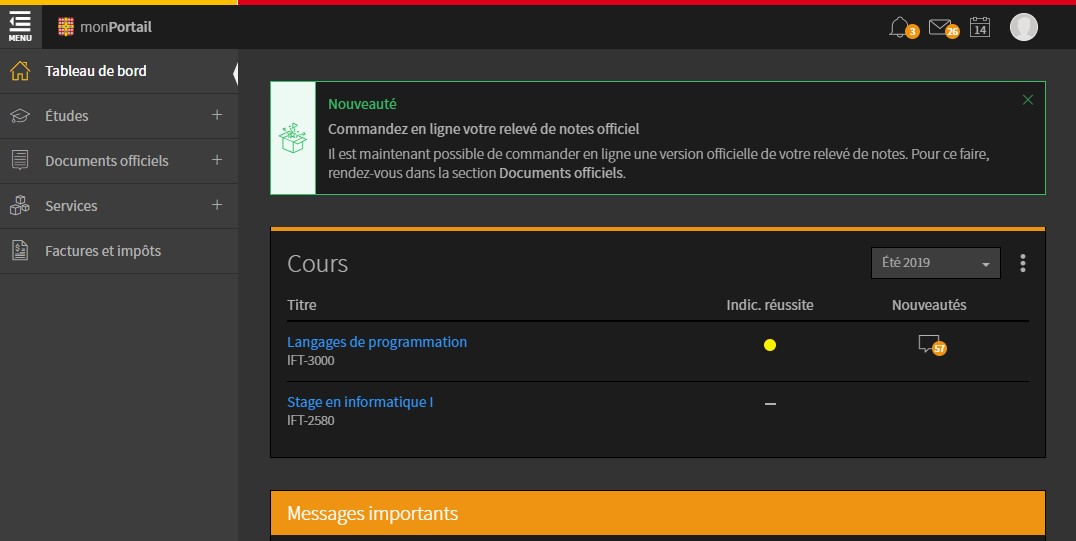 MENU
monPortail
3
26
14
Tableau de bord
Études
Documents officiels
Services
Factures et impôts
Nouveauté
Commandez en ligne votre relevé de notes officiel
Il est maintenant possible de commander en ligne une version officielle de votre relevé de notes. Pour ce faire,
rendez-vous dans la section Documents officiels.
Cours
Été 2019
Titre Indic. réussite Nouveautés
Langages de programmation
57
IFT-3000
Stage en informatique I
IFT-2580
Messages importants